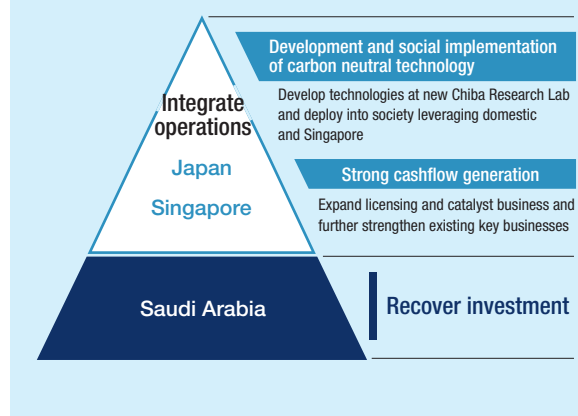 Development and social implementation
of carbon neutral technology
Develop technologies at new Chiba Research Lab
and deploy into society leveraging domestic
and Singapore
Integrate
operations
Japan
Singapore
Strong cashflow generation
Expand licensing and catalyst business and
further strengthen existing key businesses
Saudi Arabia
Recover investment